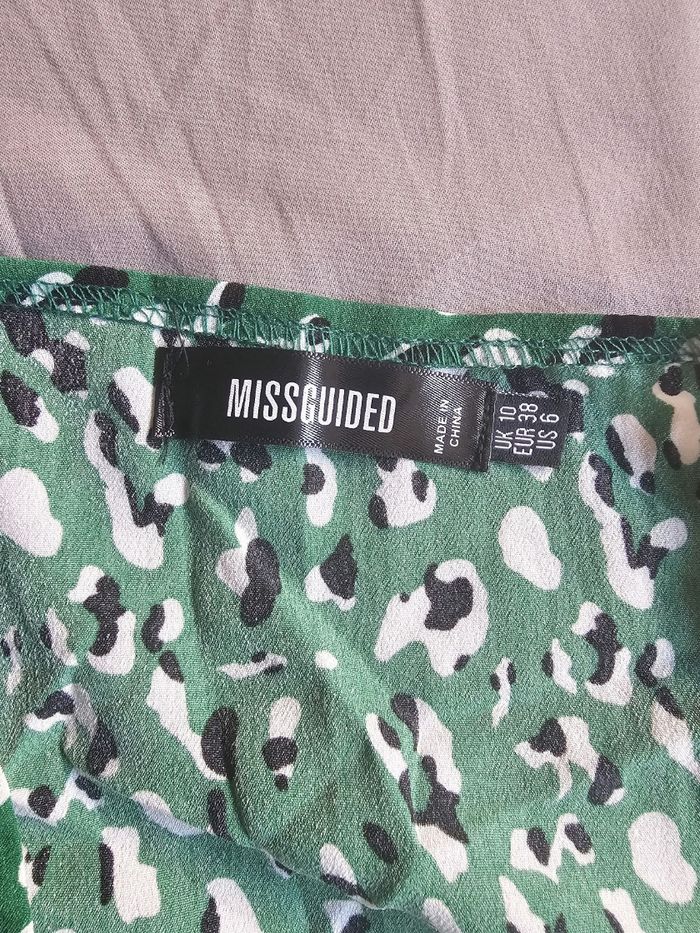 MISSGUIDED
MADE IN
CHINA
UK 10
EUR 38
US 6